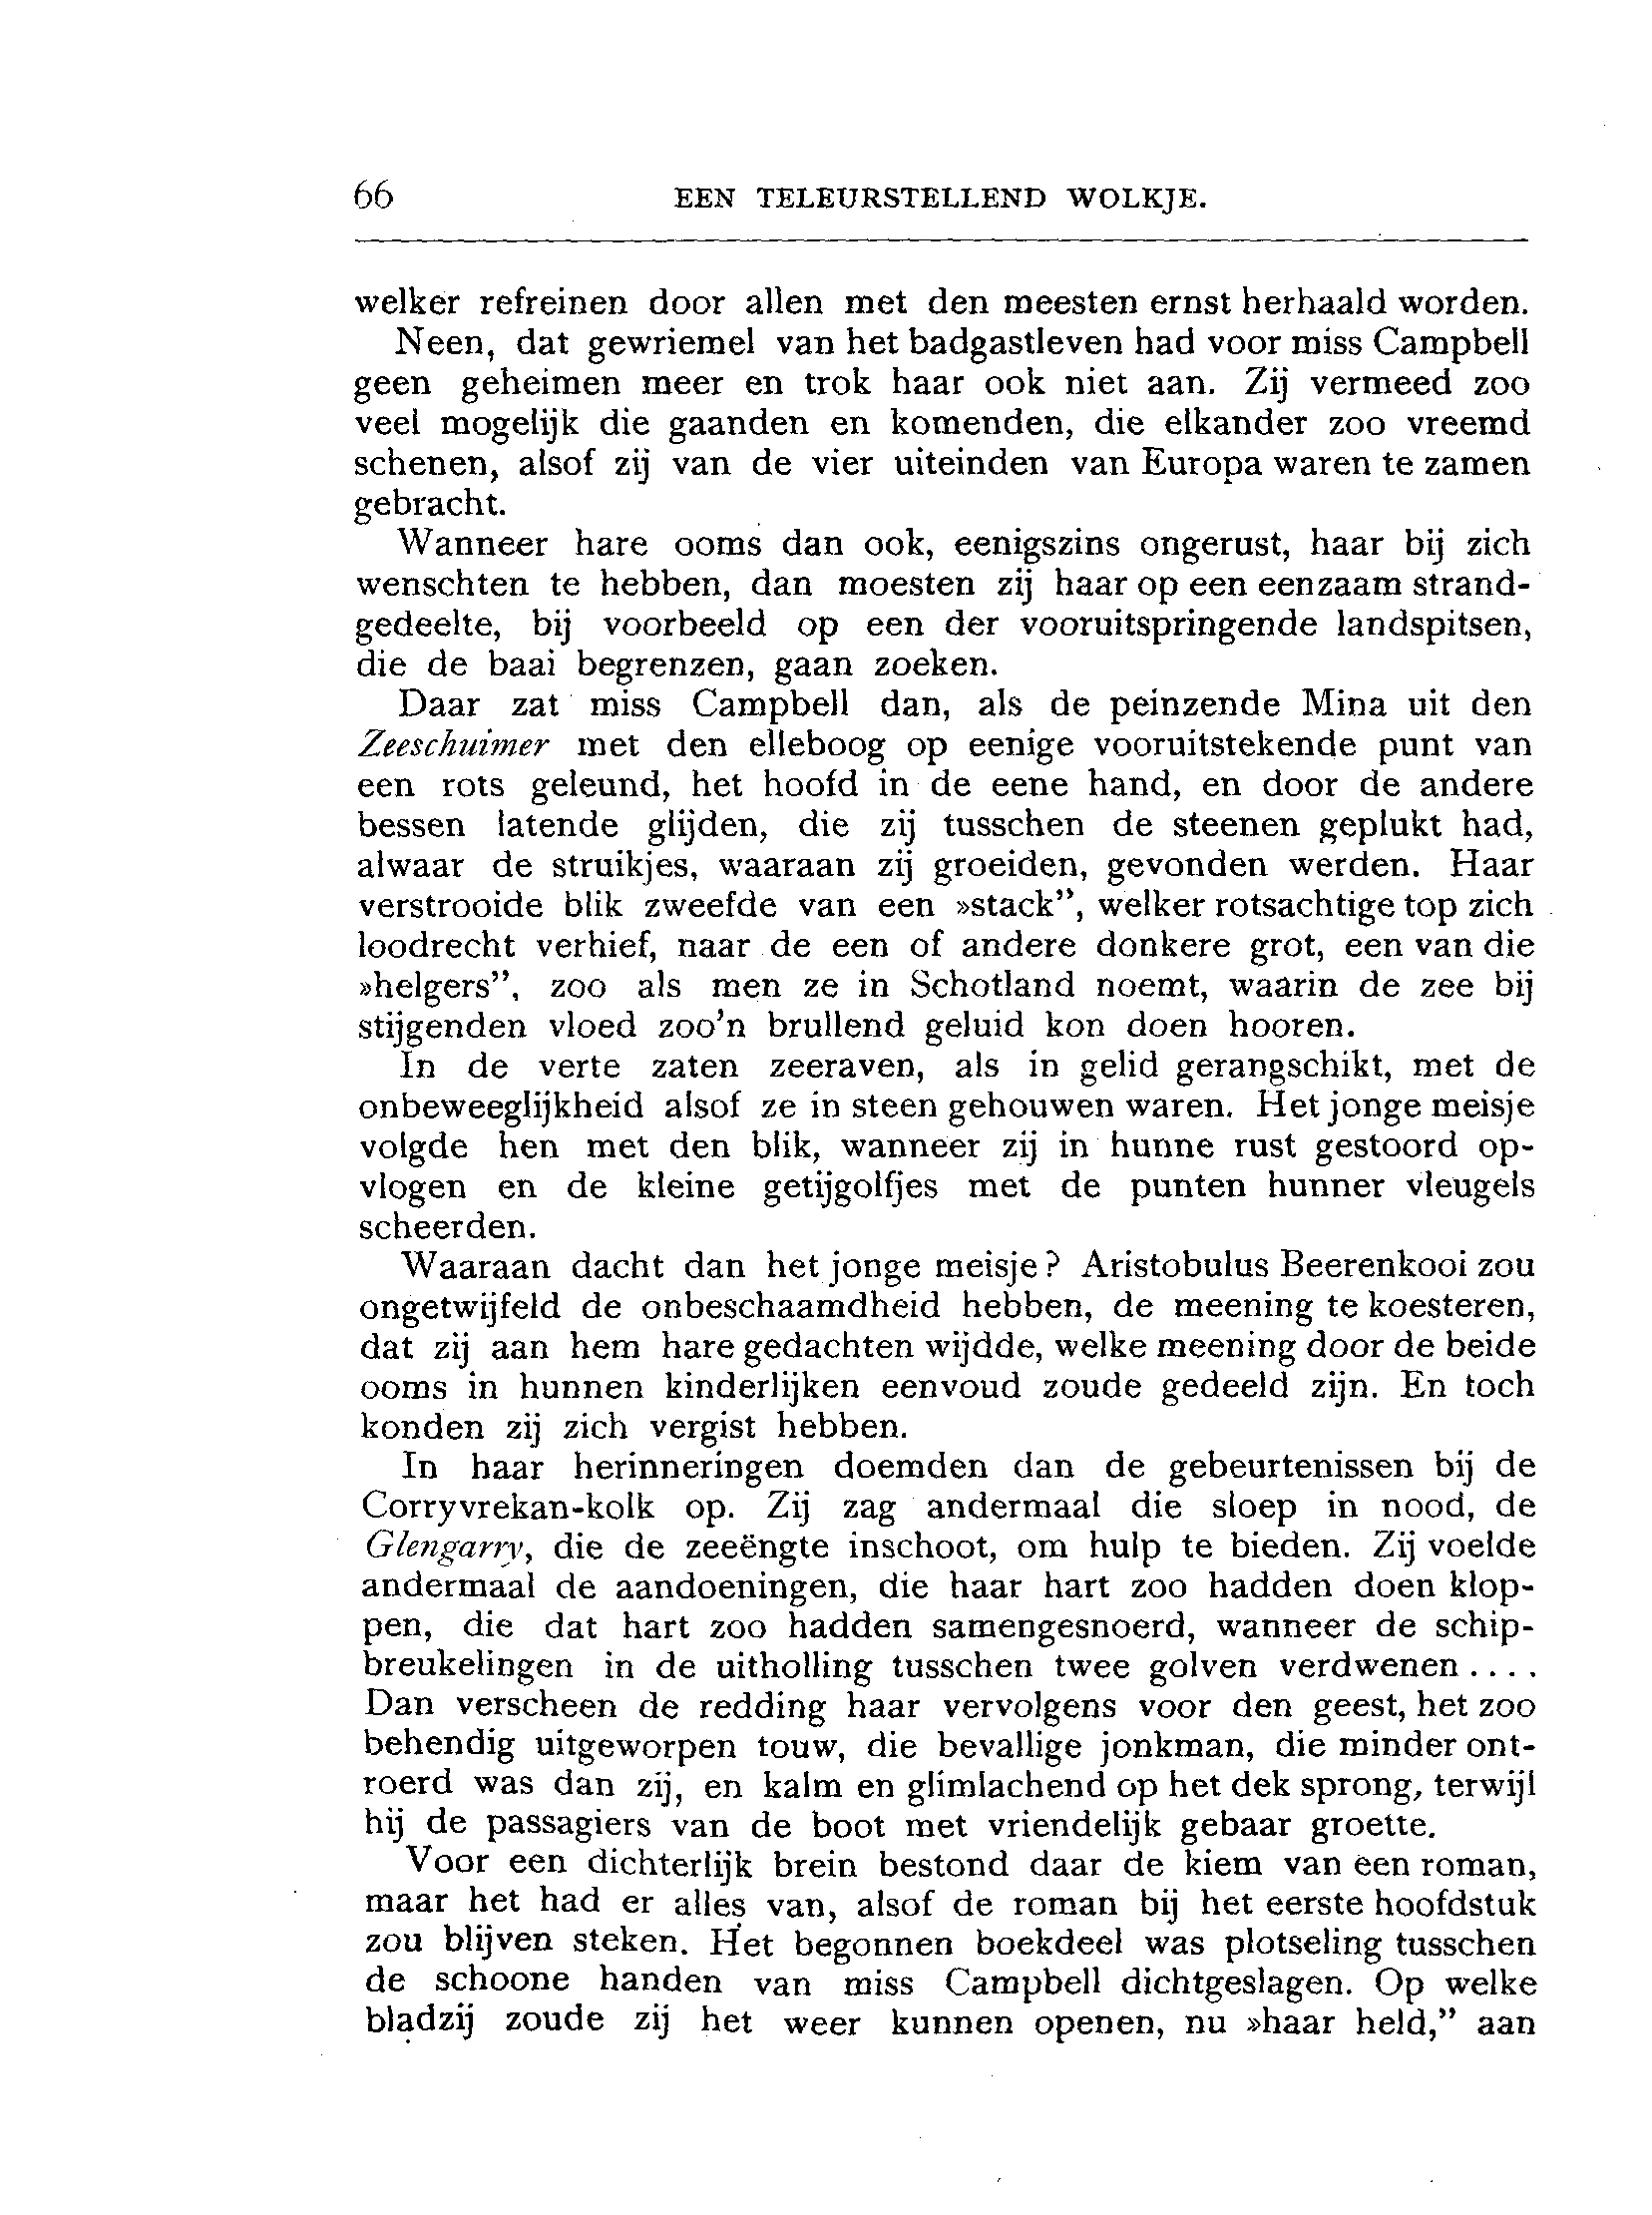 66 EEN TELEURSTELLEND WOLKJE.
welker refreinen door allen met den meesten ernst herhaald worden.
Neen, dat gewriemel van het badgastleven had voor miss Campbell
geen geheimen meer en trok haar ook niet aan. Zij vermeed zoo
veel mogelijk die gaanden en komenden, die elkander zoo vreemd
schenen, alsof zij van de vier uiteinden van Europa waren te zamen
gebracht.
Wanneer hare ooms dan ook, eenigszins ongerust, haar bij zich
wenschten te hebben, dan moesten zij haar op een eenzaam strand-
gedeelte, bij voorbeeld op een der vooruitspringende landspitsen,
die de baai begrenzen, gaan zoeken.
Daar zat miss Campbell dan, als de peinzende Mina uit den
Zeeschuimer met den elleboog op eenige vooruitstekende punt van
een rots geleund, het hoofd in de eene hand, en door de andere
bessen latende glijden, die zij tusschen de steenen geplukt had,
alwaar de struikjes, waaraan zij groeiden, gevonden werden. Haar
verstrooide blik zweefde van een »stack”, welker rotsachtige top zich
loodrecht verhief, naar de een of andere donkere grot, een van die
»helgers”, zoo als men ze in Schotland noemt, waarin de zee bij
stijgenden vloed zoo’n brullend geluid kon doen hooren.
In de verte zaten zeeraven, als in gelid gerangschikt, met de
onbeweeglijkheid alsof ze in steen gehouwen waren. Het jonge meisje
volgde hen met den blik, wanneer zij in hunne rust gestoord op-
vlogen en de kleine getijgolfjes met de punten hunner vleugels
scheerden.
Waaraan dacht dan het jonge meisje? Aristobulus Beerenkooi zou
ongetwijfeld de onbeschaamdheid hebben, de meening te koesteren,
dat zij aan hem hare gedachten wijdde, welke meening door de beide
ooms in hunnen kinderlijken eenvoud zoude gedeeld zijn. En toch
konden zij zich vergist hebben.
In haar herinneringen doemden dan de gebeurtenissen bij de
Corryvrekan-kolk op. Zij zag andermaal die sloep in nood, de
Glengarry, die de zeeëngte inschoot, om hulp te bieden. Zij voelde
andermaal de aandoeningen, die haar hart zoo hadden doen klop-
pen, die dat hart zoo hadden samengesnoerd, wanneer de schip-
breukelingen in de uitholling tusschen twee golven verdwenen ....
Dan verscheen de redding haar vervolgens voor den geest, het zoo
behendig uitgeworpen touw, die bevallige jonkman, die minder ont-
roerd was dan zij, en kalm en glimlachend op het dek sprong, terwijl
hij de passagiers van de boot met vriendelijk gebaar groette.
Voor een dichterlijk brein bestond daar de kiem van een roman,
maar het had er alles van, alsof de roman bij het eerste hoofdstuk
zou blijven steken. Het begonnen boekdeel was plotseling tusschen
de schoone handen van miss Campbell dichtgeslagen. Op welke
bladzij zoude zij het weer kunnen openen, nu »haar held,” aan